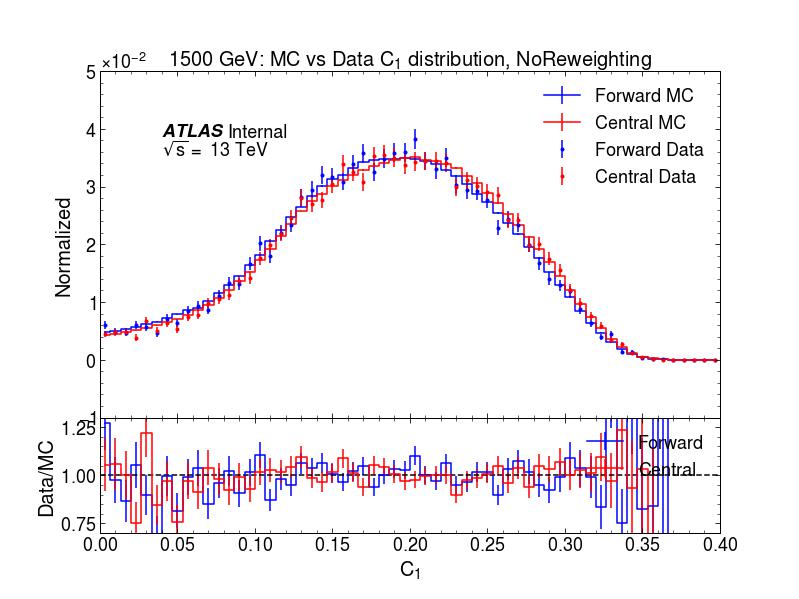 ×10⁻² 1500 GeV: MC vs Data C₁ distribution, NoReweighting
5
4
3
2
1
0
−1
Normalized
ATLAS Internal
√s = 13 TeV
Forward MC
Central MC
Forward Data
Central Data
1.25
1.00
0.75
Data/MC
Forward
Central
0.00 0.05 0.10 0.15 0.20 0.25 0.30 0.35 0.40
C₁